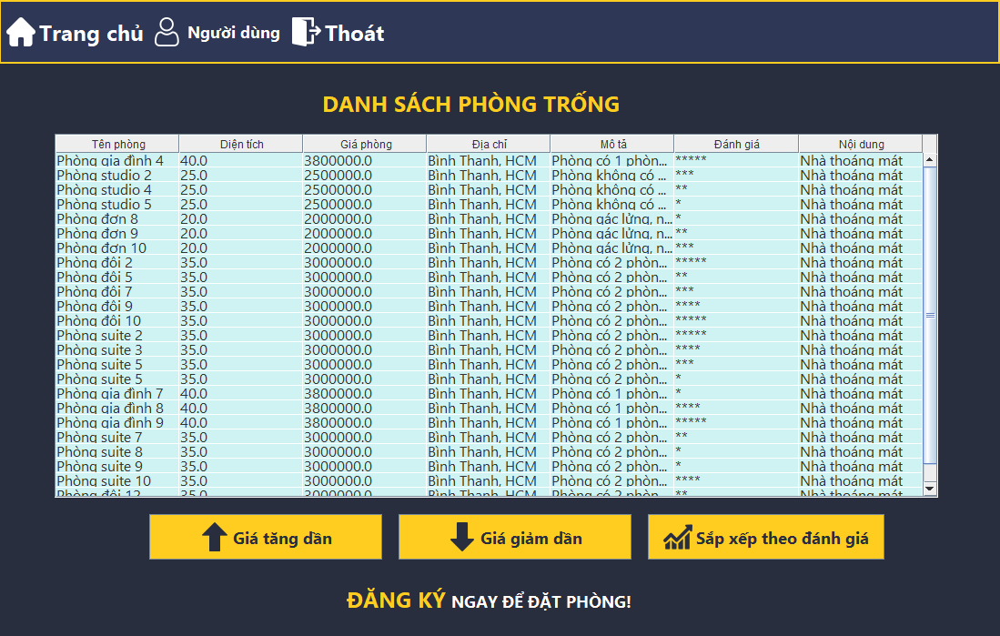 Trang chủ Người dùng Thoát
DANH SÁCH PHÒNG TRỐNG
Tên phòng Diện tích Giá phòng Địa chỉ Mô tả Đánh giá Nội dung
Phòng gia đình 4 40.0 3800000.0 Bình Thanh, HCM Phòng có 1 phòn... ***** Nhà thoáng mát
Phòng studio 2 25.0 2500000.0 Bình Thanh, HCM Phòng không có ... *** Nhà thoáng mát
Phòng studio 4 25.0 2500000.0 Bình Thanh, HCM Phòng không có ... ** Nhà thoáng mát
Phòng studio 5 25.0 2500000.0 Bình Thanh, HCM Phòng không có ... * Nhà thoáng mát
Phòng đơn 8 20.0 2000000.0 Bình Thanh, HCM Phòng gác lửng, n... * Nhà thoáng mát
Phòng đơn 9 20.0 2000000.0 Bình Thanh, HCM Phòng gác lửng, n... ** Nhà thoáng mát
Phòng đơn 10 20.0 2000000.0 Bình Thanh, HCM Phòng gác lửng, n... *** Nhà thoáng mát
Phòng đôi 2 35.0 3000000.0 Bình Thanh, HCM Phòng có 2 phòn... ***** Nhà thoáng mát
Phòng đôi 5 35.0 3000000.0 Bình Thanh, HCM Phòng có 2 phòn... ** Nhà thoáng mát
Phòng đôi 7 35.0 3000000.0 Bình Thanh, HCM Phòng có 2 phòn... *** Nhà thoáng mát
Phòng đôi 9 35.0 3000000.0 Bình Thanh, HCM Phòng có 2 phòn... **** Nhà thoáng mát
Phòng đôi 10 35.0 3000000.0 Bình Thanh, HCM Phòng có 2 phòn... ***** Nhà thoáng mát
Phòng suite 2 35.0 3000000.0 Bình Thanh, HCM Phòng có 2 phòn... ***** Nhà thoáng mát
Phòng suite 3 35.0 3000000.0 Bình Thanh, HCM Phòng có 2 phòn... **** Nhà thoáng mát
Phòng suite 5 35.0 3000000.0 Bình Thanh, HCM Phòng có 2 phòn... *** Nhà thoáng mát
Phòng suite 5 35.0 3000000.0 Bình Thanh, HCM Phòng có 2 phòn... * Nhà thoáng mát
Phòng gia đình 7 40.0 3800000.0 Bình Thanh, HCM Phòng có 1 phòn... * Nhà thoáng mát
Phòng gia đình 8 40.0 3800000.0 Bình Thanh, HCM Phòng có 1 phòn... **** Nhà thoáng mát
Phòng gia đình 9 40.0 3800000.0 Bình Thanh, HCM Phòng có 1 phòn... ***** Nhà thoáng mát
Phòng suite 7 35.0 3000000.0 Bình Thanh, HCM Phòng có 2 phòn... ** Nhà thoáng mát
Phòng suite 8 35.0 3000000.0 Bình Thanh, HCM Phòng có 2 phòn... * Nhà thoáng mát
Phòng suite 9 35.0 3000000.0 Bình Thanh, HCM Phòng có 2 phòn... * Nhà thoáng mát
Phòng suite 10 35.0 3000000.0 Bình Thanh, HCM Phòng có 2 phòn... **** Nhà thoáng mát
Phòng đôi 12 35.0 3000000.0 Bình Thanh, HCM Phòng có 2 phòn... ** Nhà thoáng mát
Giá tăng dần Giá giảm dần Sắp xếp theo đánh giá
ĐĂNG KÝ NGAY ĐỂ ĐẶT PHÒNG!